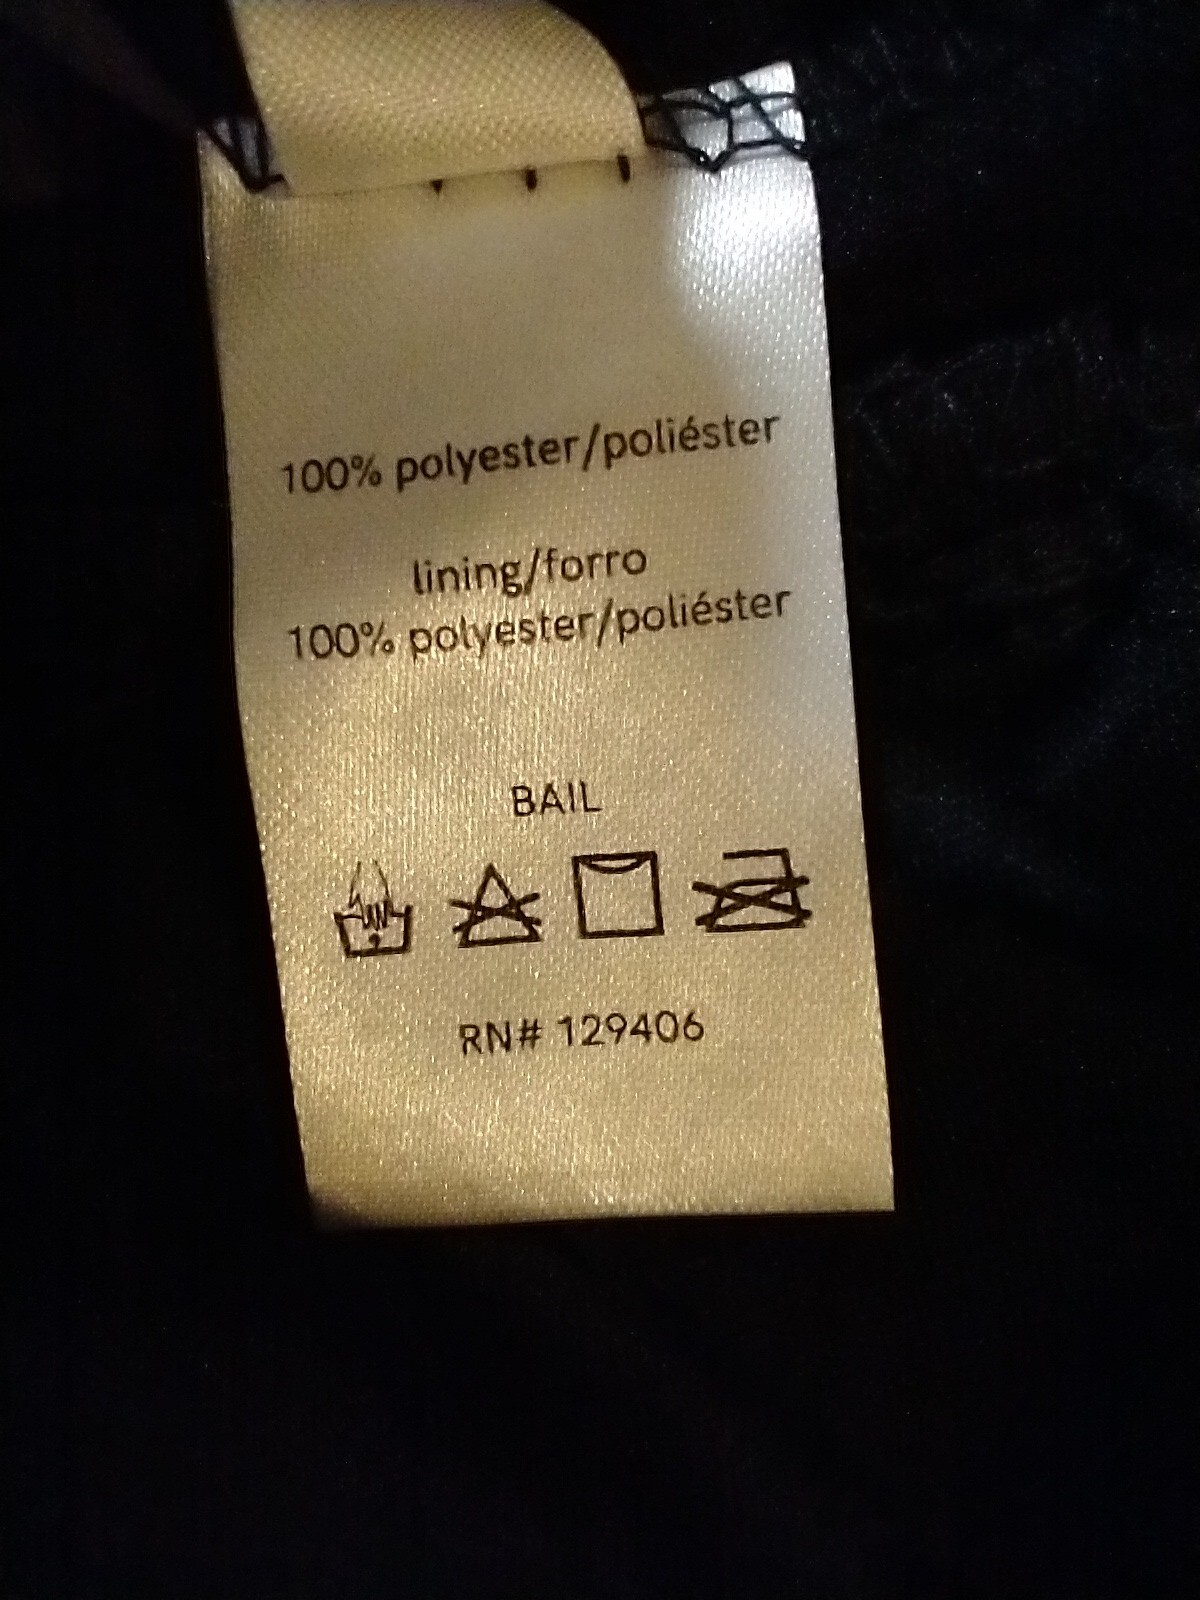 100% polyester/poliéster
lining/forro
100% polyester/poliéster
BAIL
RN# 129406